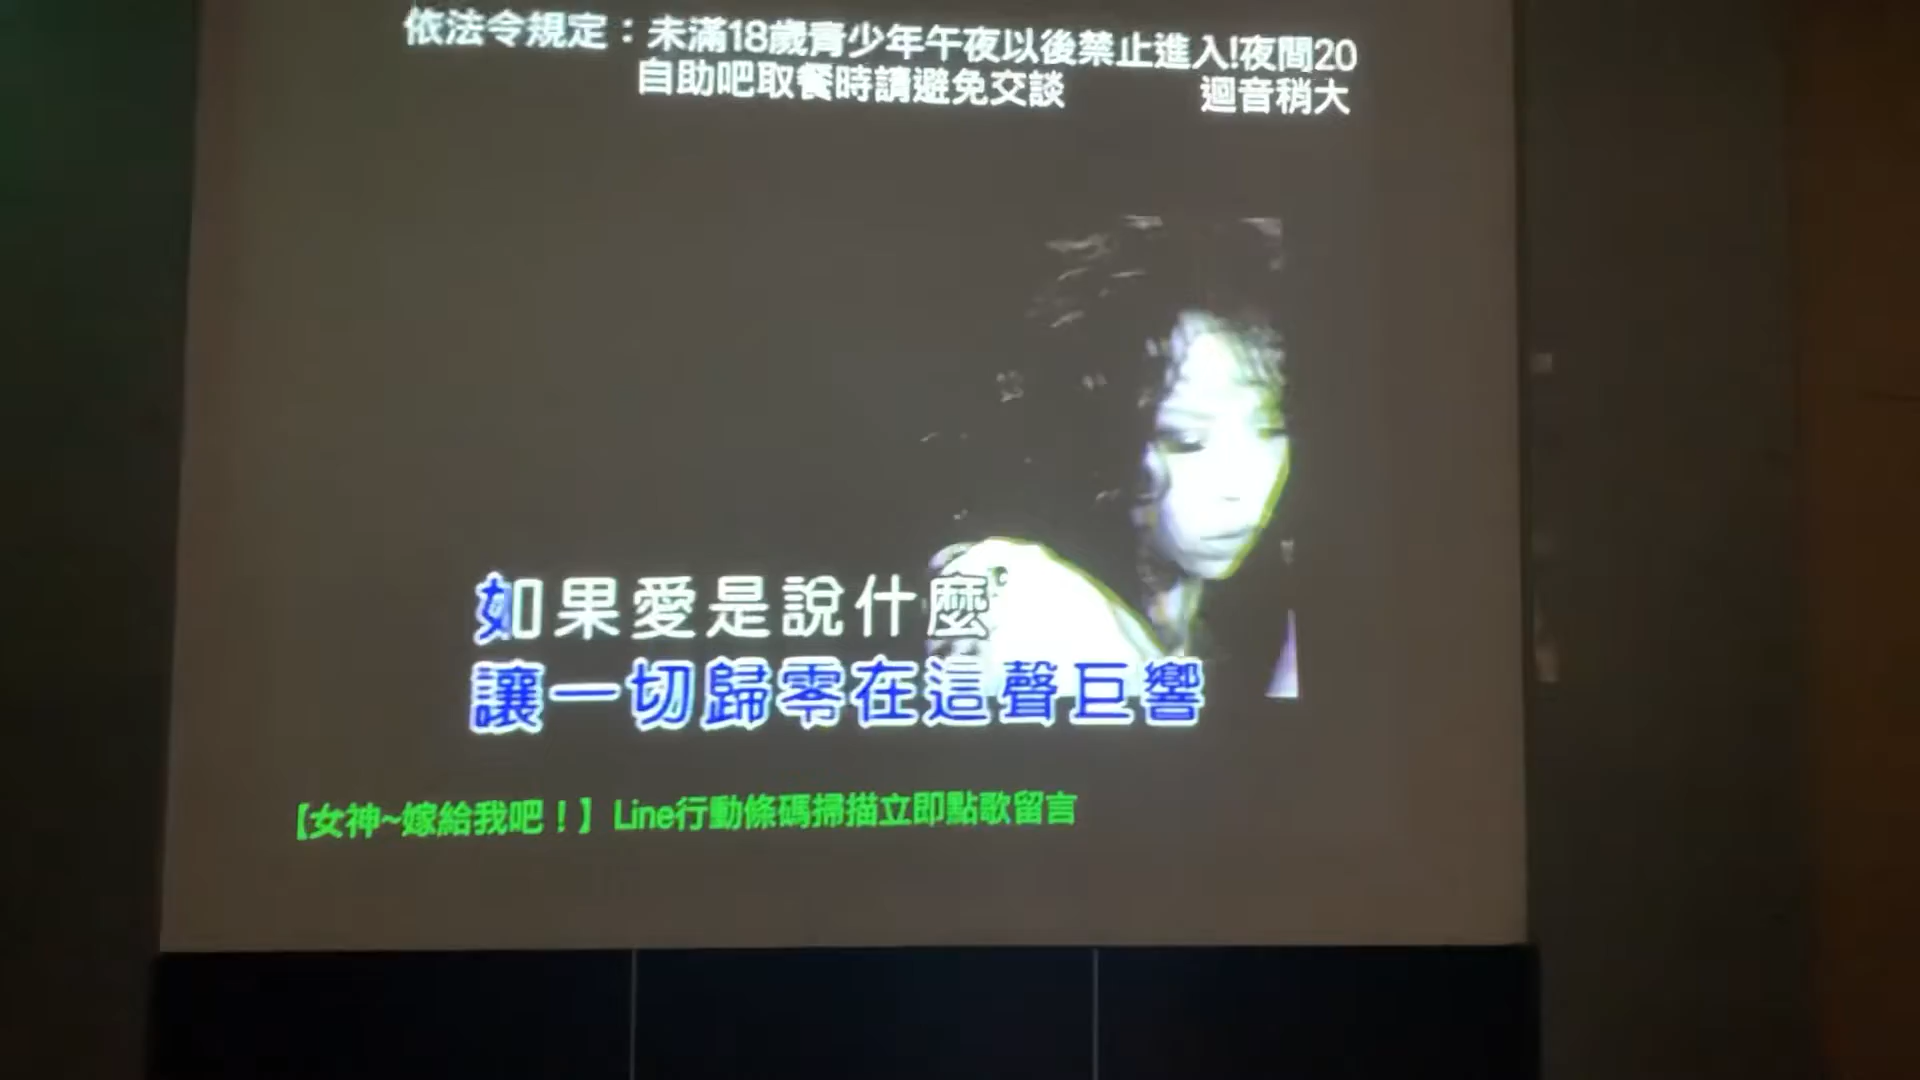 依法令規定：未滿18歲青少年午夜以後禁止進入!夜間20
自助吧取餐時請避免交談
迴音稍大
如果愛是說什麼
讓一切歸零在這聲巨響
【女神~嫁給我吧！】Line行動條碼掃描立即點歌留言